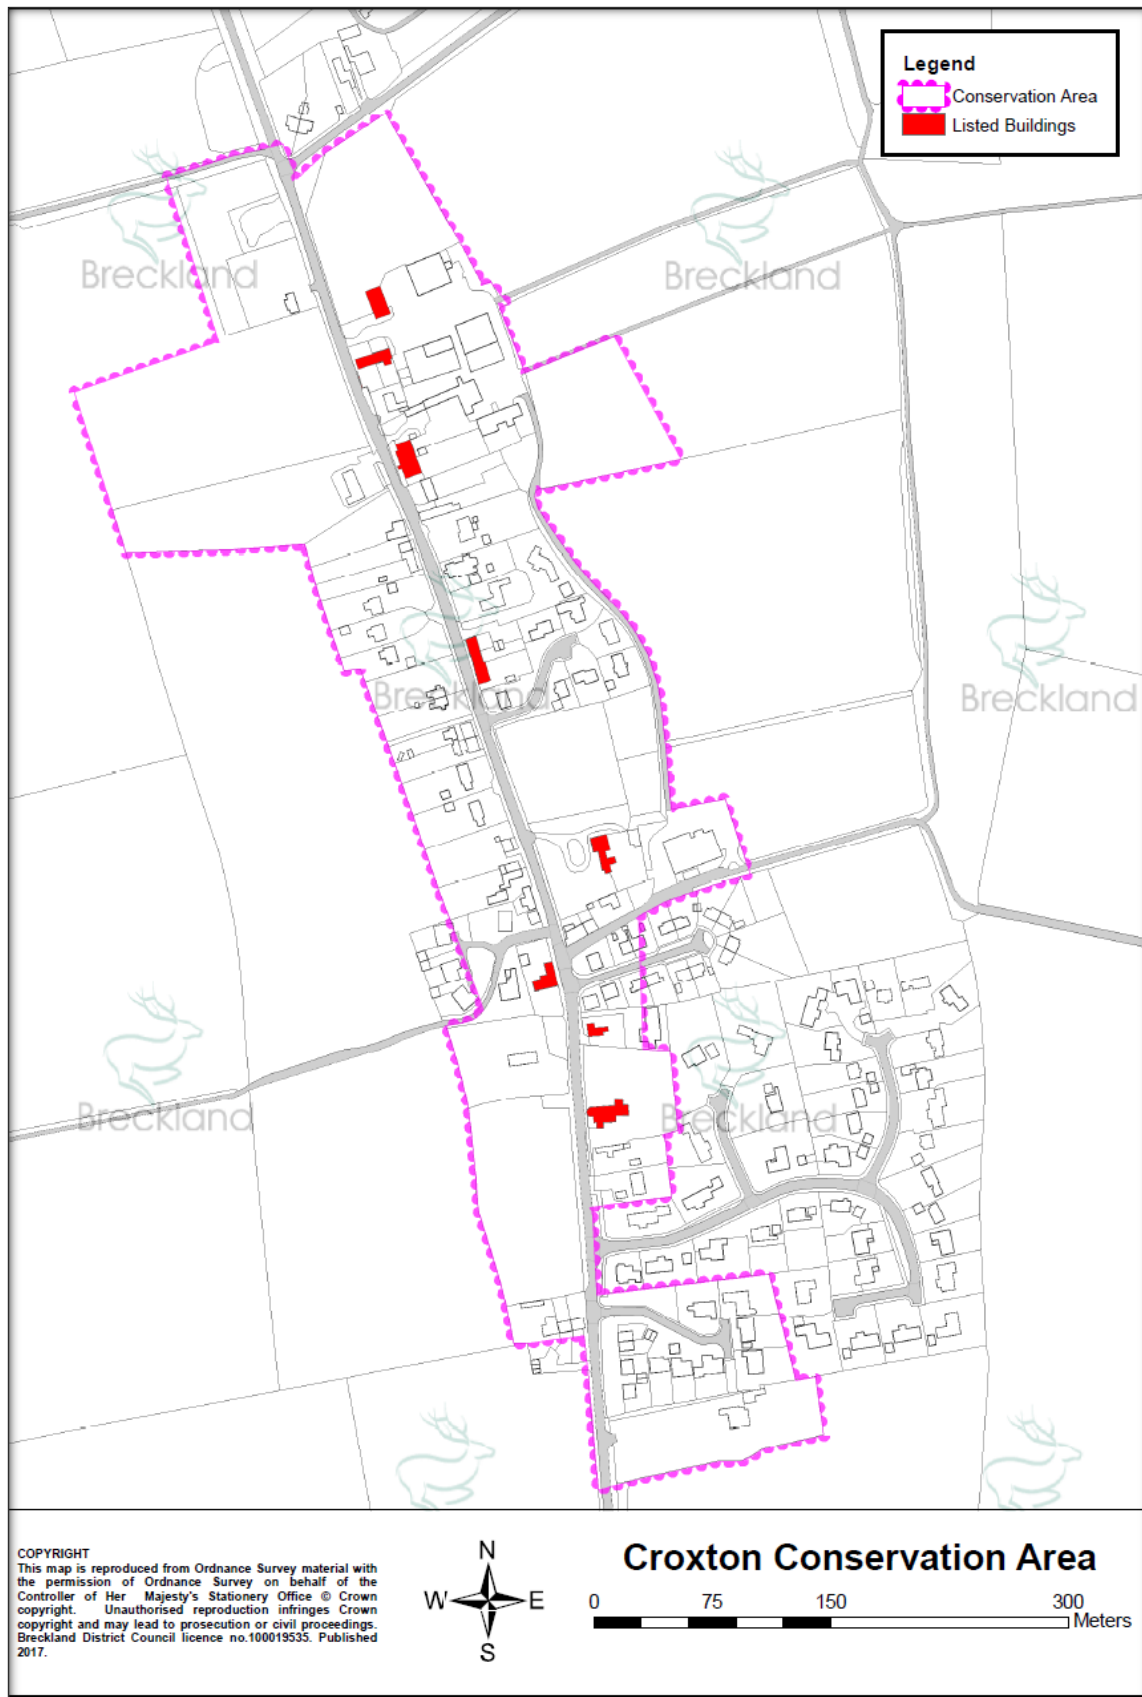 Legend
Conservation Area
Listed Buildings
Breckland
Breckland
Breckland
Breckland
Breckland
Breckland
COPYRIGHT
This map is reproduced from Ordnance Survey material with
the permission of Ordnance Survey on behalf of the
Controller of Her Majesty's Stationery Office © Crown
copyright. Unauthorised reproduction infringes Crown
copyright and may lead to prosecution or civil proceedings.
Breckland District Council licence no.100019535. Published
2017.
N
W E
S
Croxton Conservation Area
0 75 150 300
Meters